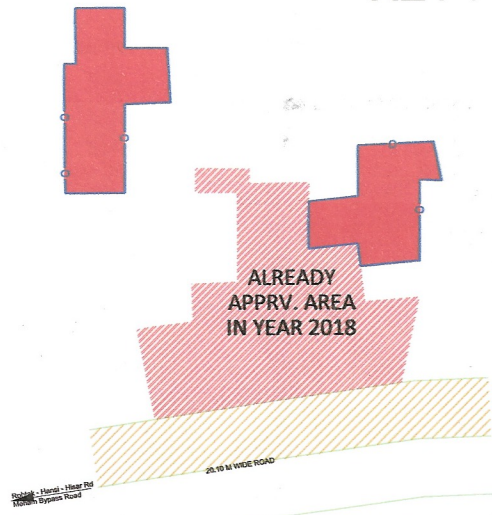 ALREADY
APPRV. AREA
IN YEAR 2018
20.10 M WIDE ROAD
Rohtak - Hansi - Hisar Rd
Meham Bypass Road